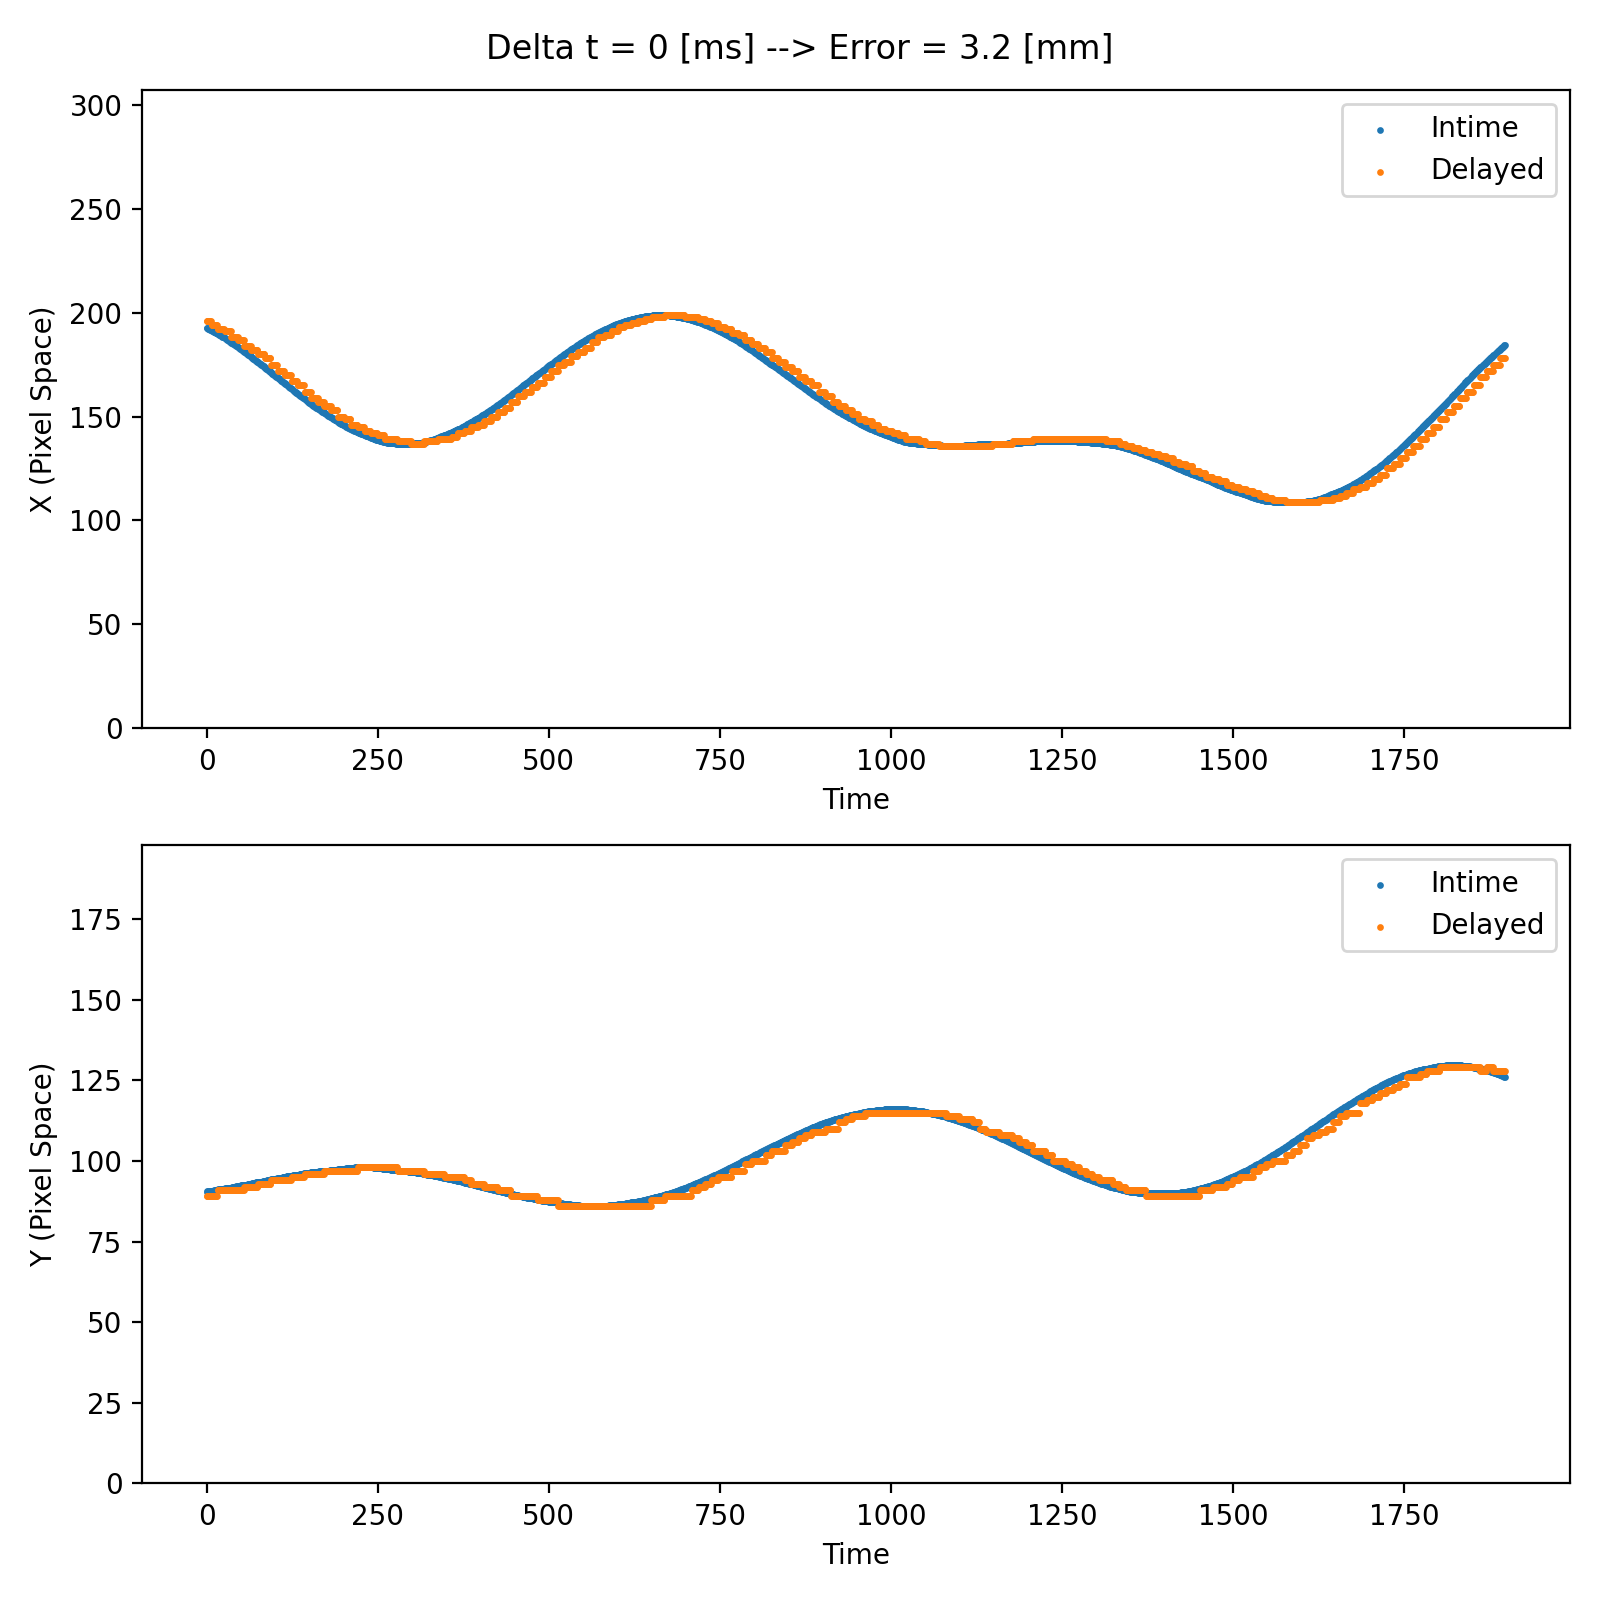 Delta t = 0 [ms] --> Error = 3.2 [mm]
300
250
200
150
100
50
0
X (Pixel Space)
Intime
Delayed
0 250 500 750 1000 1250 1500 1750
Time
175
150
125
100
75
50
25
0
Y (Pixel Space)
Intime
Delayed
0 250 500 750 1000 1250 1500 1750
Time